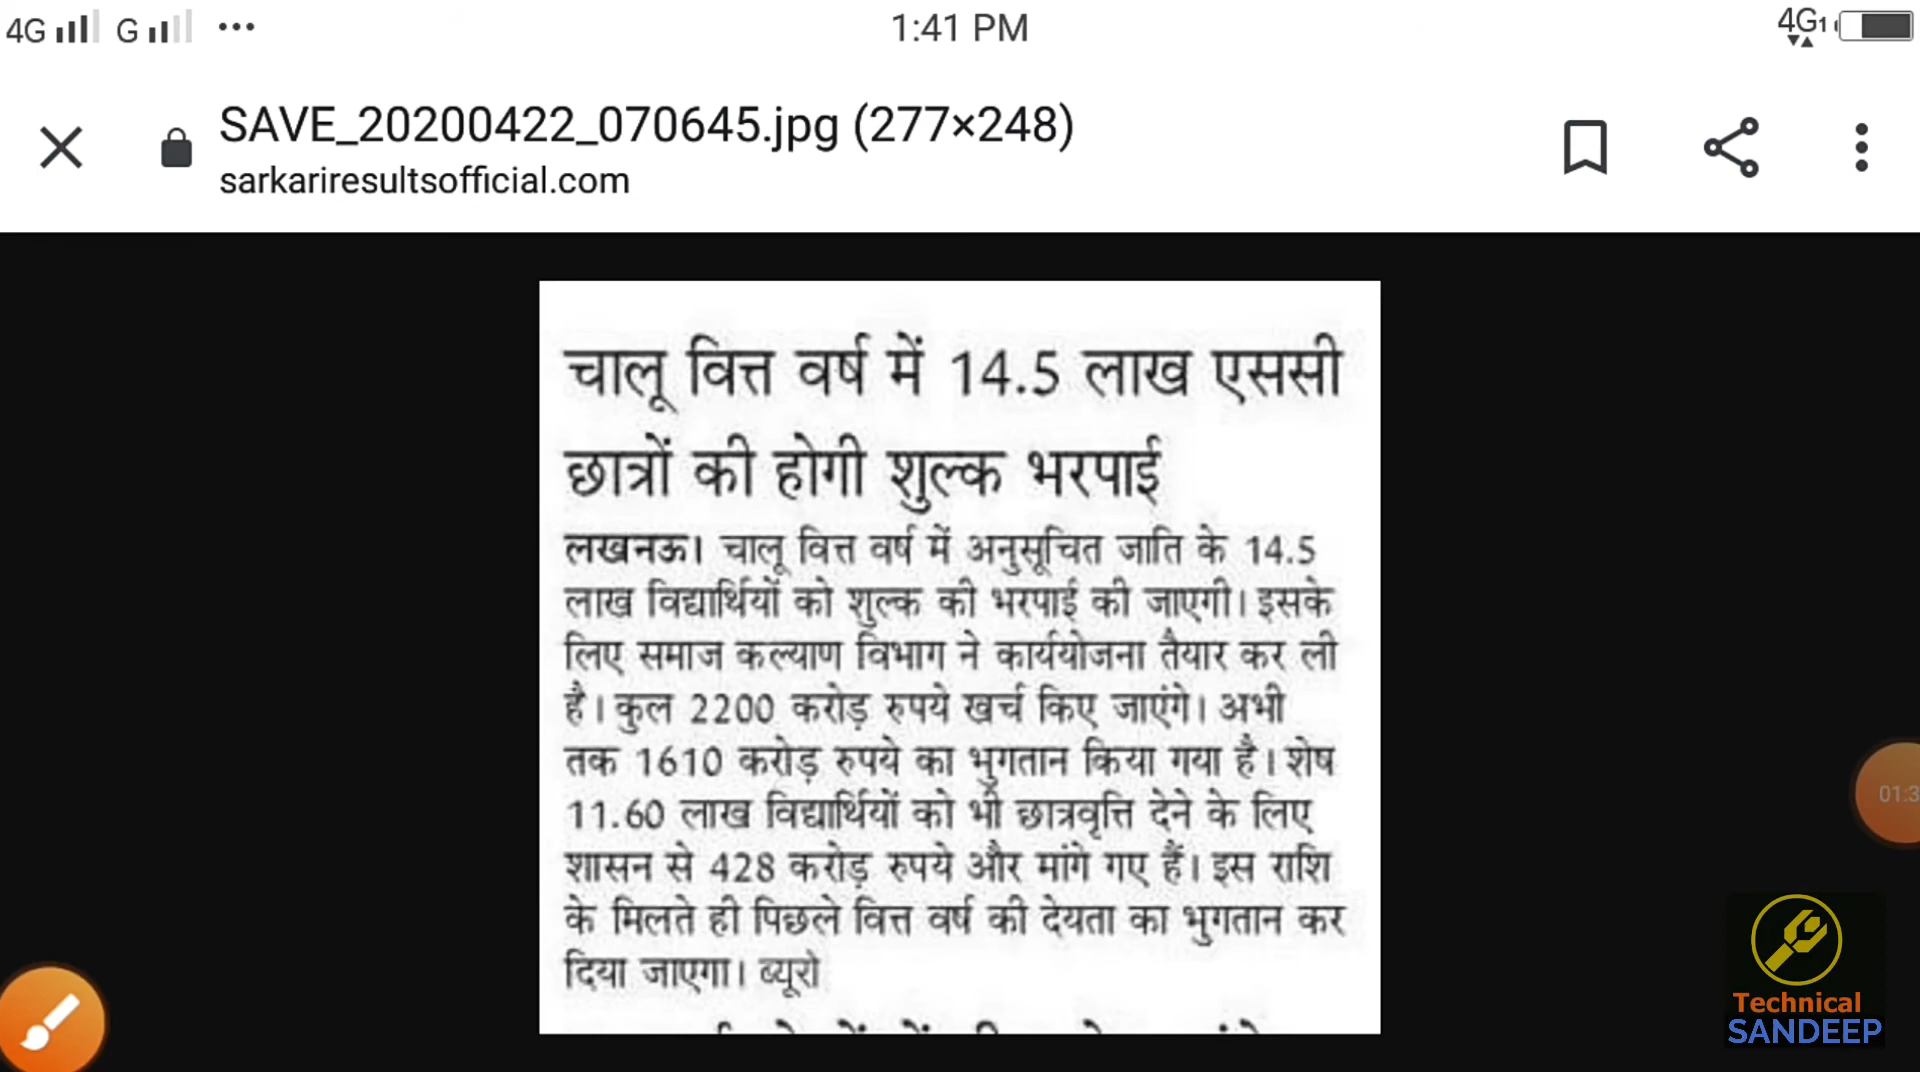 4G G 1:41 PM 4G1
SAVE_20200422_070645.jpg (277×248)
sarkariresultsofficial.com
चालू वित्त वर्ष में 14.5 लाख एससी
छात्रों की होगी शुल्क भरपाई
लखनऊ। चालू वित्त वर्ष में अनुसूचित जाति के 14.5
लाख विद्यार्थियों को शुल्क की भरपाई की जाएगी। इसके
लिए समाज कल्याण विभाग ने कार्ययोजना तैयार कर ली
है। कुल 2200 करोड़ रुपये खर्च किए जाएंगे। अभी
तक 1610 करोड़ रुपये का भुगतान किया गया है। शेष
11.60 लाख विद्यार्थियों को भी छात्रवृत्ति देने के लिए
शासन से 428 करोड़ रुपये और मांगे गए हैं। इस राशि
के मिलते ही पिछले वित्त वर्ष की देयता का भुगतान कर
दिया जाएगा। ब्यूरो
01:3
Technical
SANDEEP